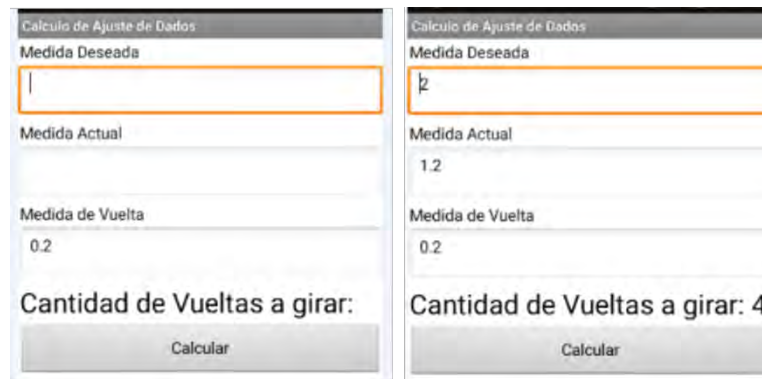 Calculo de Ajuste de Dados
Medida Deseada
Medida Actual
Medida de Vuelta
0.2
Cantidad de Vueltas a girar:
Calcular
Calculo de Ajuste de Dados
Medida Deseada
2
Medida Actual
1.2
Medida de Vuelta
0.2
Cantidad de Vueltas a girar: 4
Calcular